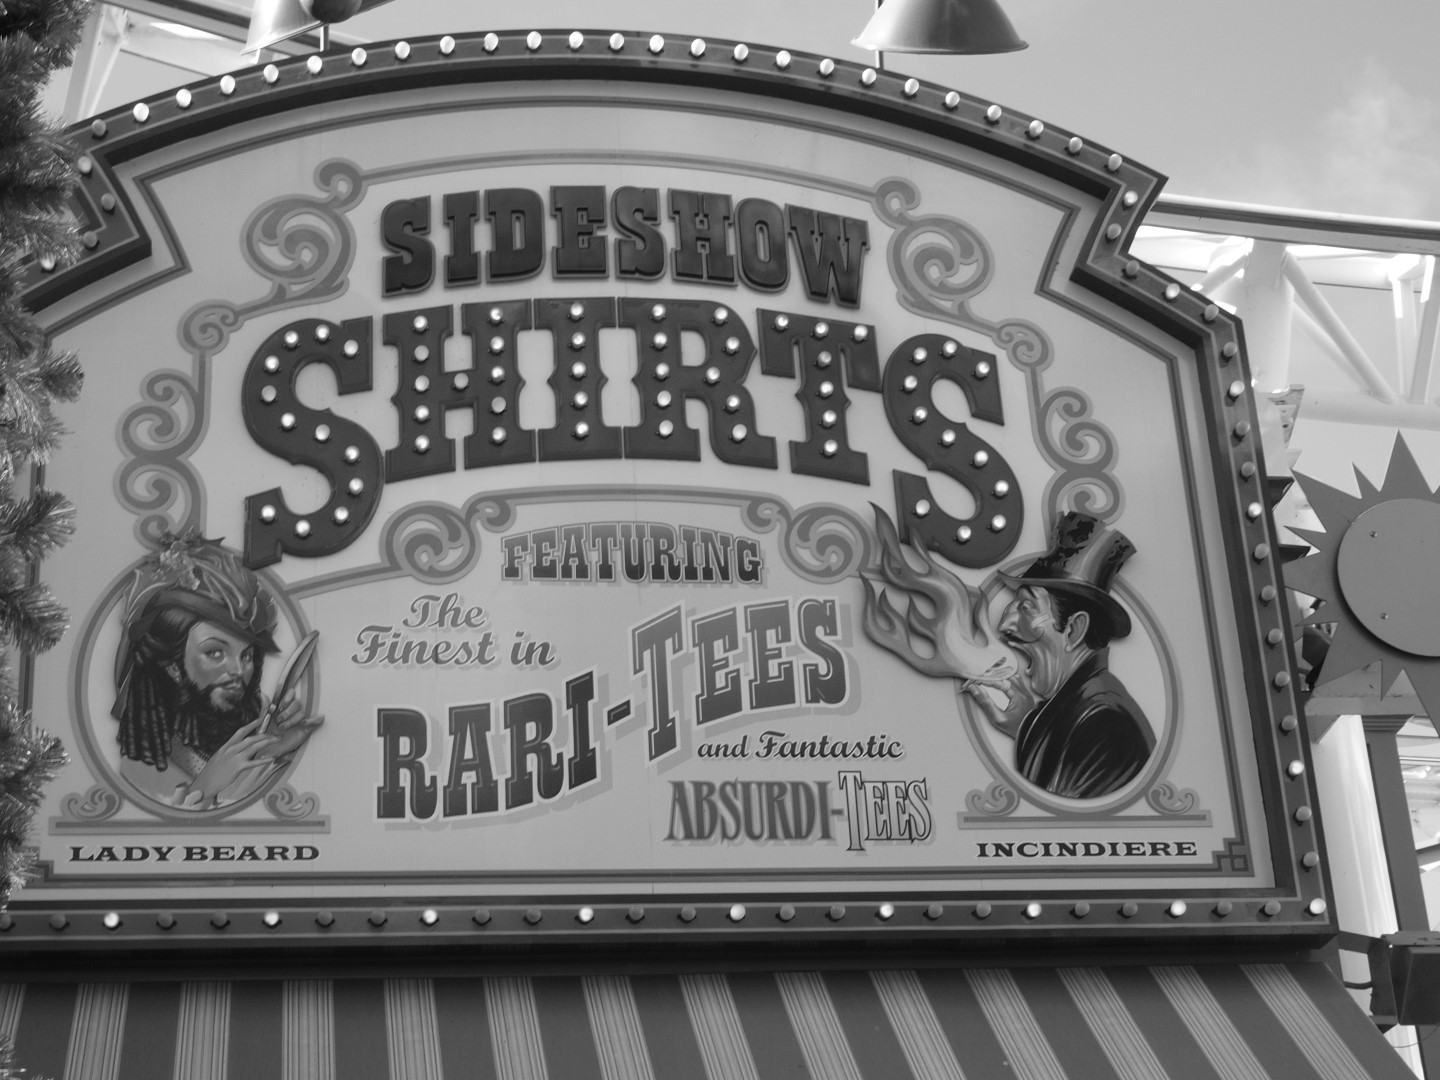 SIDESHOW
SHIRTS
FEATURING
The
Finest in
RARI-TEES
and Fantastic
ABSURDI-TEES
LADY BEARD
INCINDIERE